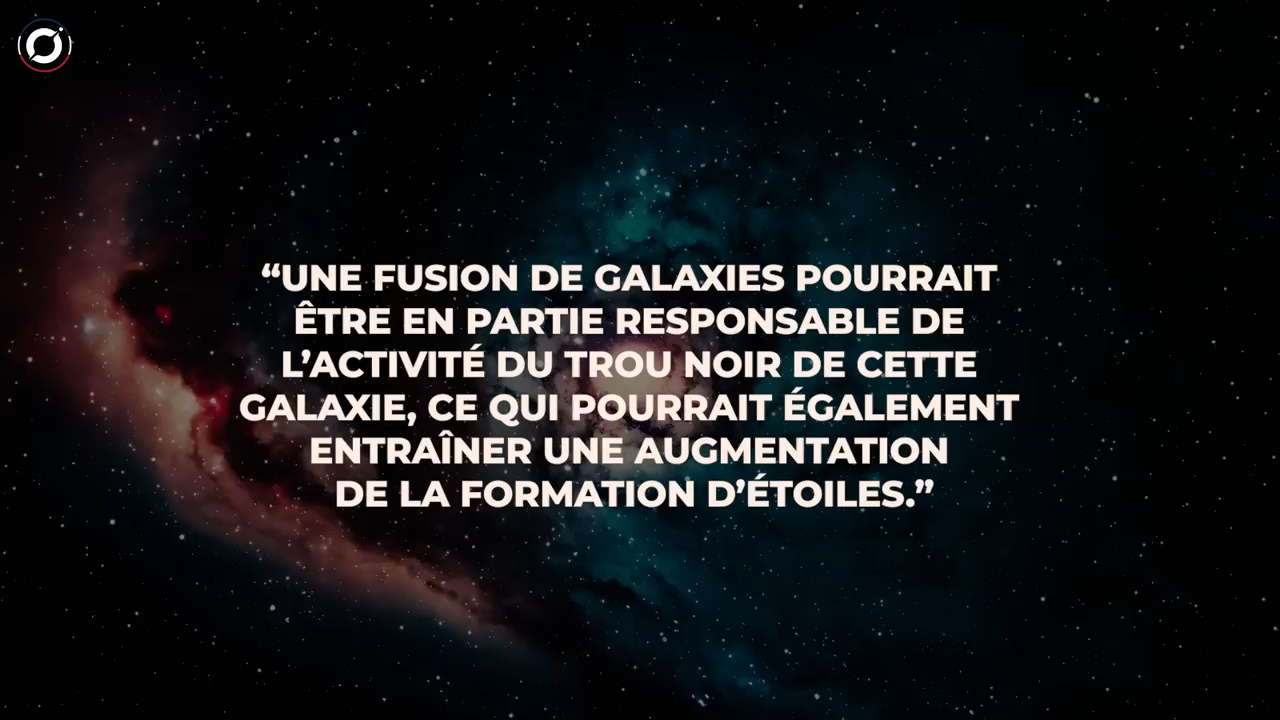 “UNE FUSION DE GALAXIES POURRAIT
ÊTRE EN PARTIE RESPONSABLE DE
L’ACTIVITÉ DU TROU NOIR DE CETTE
GALAXIE, CE QUI POURRAIT ÉGALEMENT
ENTRAÎNER UNE AUGMENTATION
DE LA FORMATION D’ÉTOILES.”